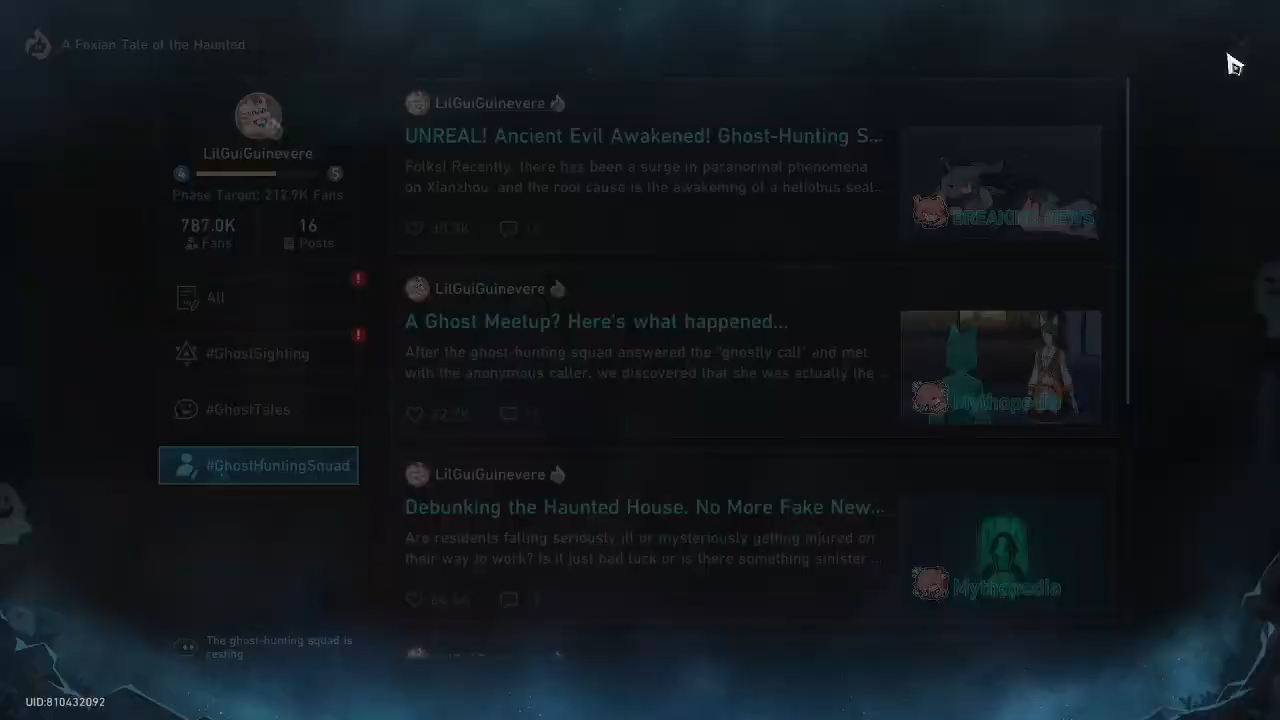 A Foxian Tale of the Haunted
LilGuiGuinevere
4
5
Phase Target: 212.9K Fans
787.0K
Fans
16
Posts
All
#GhostSighting
#GhostTales
#GhostHuntingSquad
The ghost-hunting squad is
resting
LilGuiGuinevere
UNREAL! Ancient Evil Awakened! Ghost-Hunting S...
Folks! Recently, there has been a surge in paranormal phenomena
on Xianzhou, and the root cause is the awakening of a heliobus seal...
BREAKING NEWS
LilGuiGuinevere
A Ghost Meetup? Here's what happened...
After the ghost-hunting squad answered the "ghostly call" and met
with the anonymous caller, we discovered that she was actually the ...
Mythopedia
LilGuiGuinevere
Debunking the Haunted House. No More Fake New...
Are residents falling seriously ill or mysteriously getting injured on
their way to work? Is it just bad luck or is there something sinister ...
Mythopedia
UID:810432092